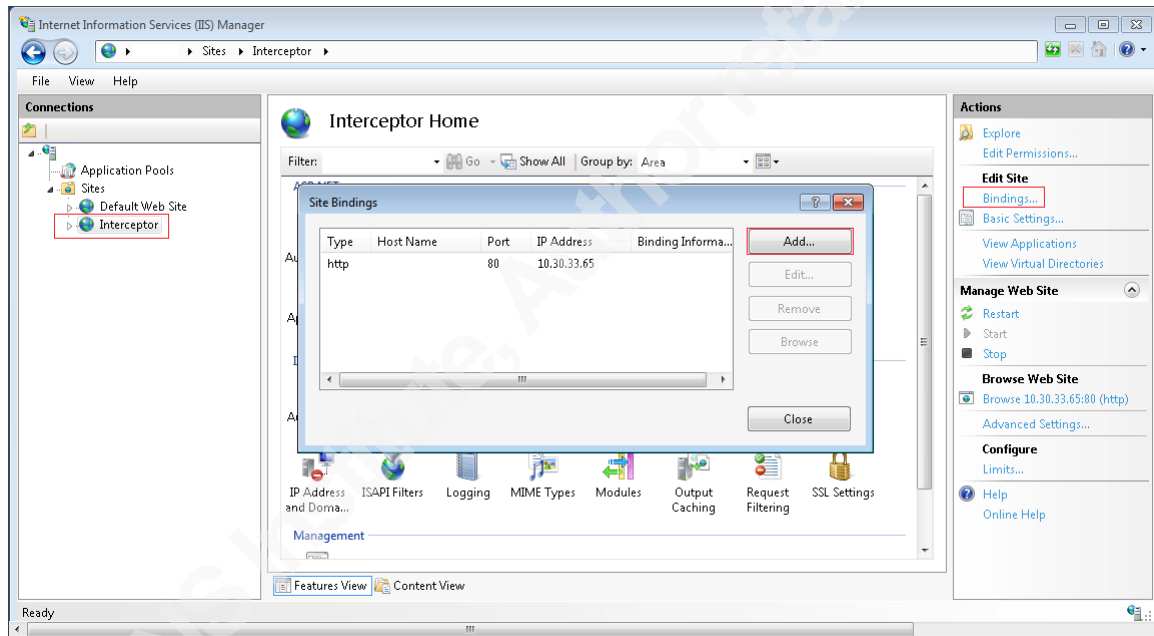 Internet Information Services (IIS) Manager
Sites Interceptor
File View Help
Connections
Application Pools
Sites
Default Web Site
Interceptor
Interceptor Home
Filter: Go Show All Group by: Area
ASP.NET
Site Bindings
Type Host Name Port IP Address Binding Informa...
http 80 10.30.33.65
Add...
Edit...
Remove
Browse
Close
IP Address and Doma...
ISAPI Filters
Logging
MIME Types
Modules
Output Caching
Request Filtering
SSL Settings
Management
Features View Content View
Actions
Explore
Edit Permissions...
Edit Site
Bindings...
Basic Settings...
View Applications
View Virtual Directories
Manage Web Site
Restart
Start
Stop
Browse Web Site
Browse 10.30.33.65:80 (http)
Advanced Settings...
Configure
Limits...
Help
Online Help
Ready